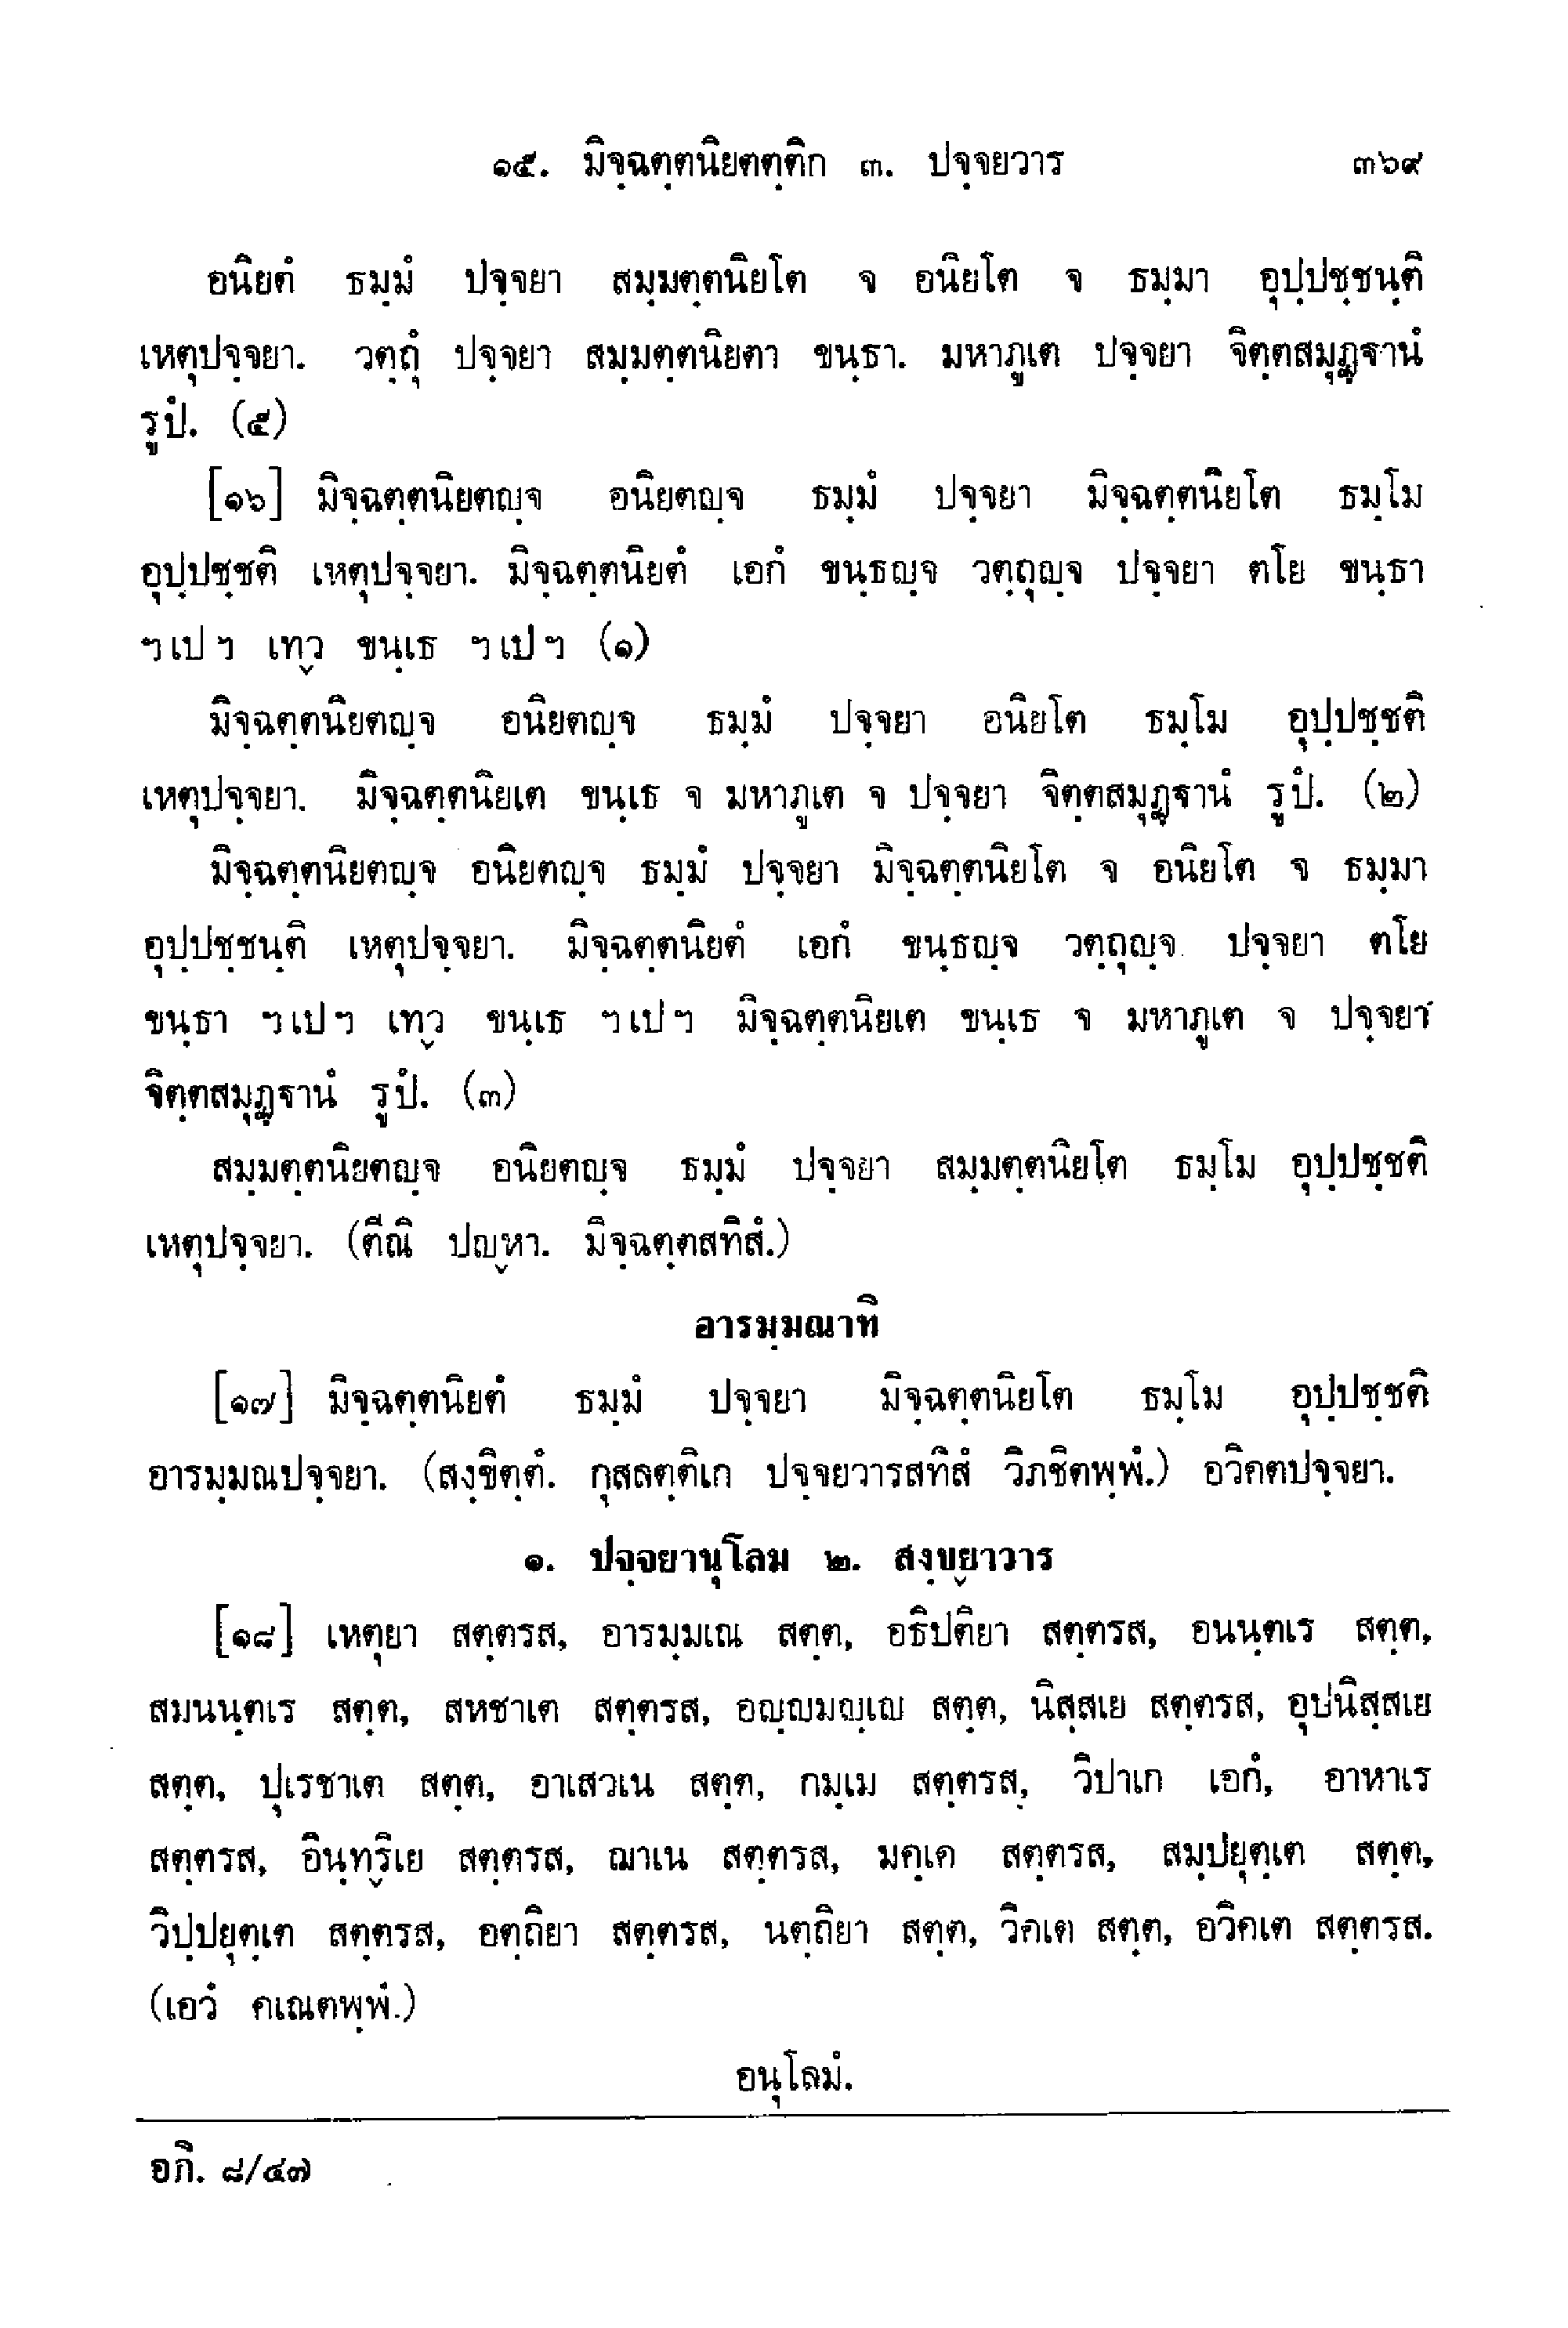 ๑๕. มิจฺฉตฺตนิยตตฺติก ๓. ปจฺจยวาร ๓๖๙
อนิยตํ ธมฺมํ ปจฺจยา สมฺมตฺตนิยโต จ อนิยโต จ ธมฺมา อุปฺปชฺชนฺติ
เหตุปจฺจยา. วตฺถุํ ปจฺจยา สมฺมตฺตนิยตา ขนฺธา. มหาภูเต ปจฺจยา จิตฺตสมุฏฺฐานํ
รูปํ. (๕)
[๑๖] มิจฺฉตฺตนิยตญฺจ อนิยตญฺจ ธมฺมํ ปจฺจยา มิจฺฉตฺตนิยโต ธมฺโม
อุปฺปชฺชติ เหตุปจฺจยา. มิจฺฉตฺตนิยตํ เอกํ ขนฺธญฺจ วตฺถุญฺจ ปจฺจยา ตโย ขนฺธา
ฯ เป ฯ เทฺว ขนฺเธ ฯ เป ฯ (๑)
มิจฺฉตฺตนิยตญฺจ อนิยตญฺจ ธมฺมํ ปจฺจยา อนิยโต ธมฺโม อุปฺปชฺชติ
เหตุปจฺจยา. มิจฺฉตฺตนิยเต ขนฺเธ จ มหาภูเต จ ปจฺจยา จิตฺตสมุฏฺฐานํ รูปํ. (๒)
มิจฺฉตฺตนิยตญฺจ อนิยตญฺจ ธมฺมํ ปจฺจยา มิจฺฉตฺตนิยโต จ อนิยโต จ ธมฺมา
อุปฺปชฺชนฺติ เหตุปจฺจยา. มิจฺฉตฺตนิยตํ เอกํ ขนฺธญฺจ วตฺถุญฺจ ปจฺจยา ตโย
ขนฺธา ฯ เป ฯ เทฺว ขนฺเธ ฯ เป ฯ มิจฺฉตฺตนิยเต ขนฺเธ จ มหาภูเต จ ปจฺจยา
จิตฺตสมุฏฺฐานํ รูปํ. (๓)
สมฺมตฺตนิยตญฺจ อนิยตญฺจ ธมฺมํ ปจฺจยา สมฺมตฺตนิยโต ธมฺโม อุปฺปชฺชติ
เหตุปจฺจยา. (ตีณิ ปญฺหา. มิจฺฉตฺตสทิสํ.)
อารมฺมณาทิ
[๑๗] มิจฺฉตฺตนิยตํ ธมฺมํ ปจฺจยา มิจฺฉตฺตนิยโต ธมฺโม อุปฺปชฺชติ
อารมฺมณปจฺจยา. (สงฺขิตฺตํ. กุสลตฺติเก ปจฺจยวารสทิสํ วิภชิตพฺพํ.) อวิคตปจฺจยา.
๑. ปจฺจยานุโลม ๒. สงฺขฺยาวาร
[๑๘] เหตุยา สตฺตรส, อารมฺมเณ สตฺต, อธิปติยา สตฺตรส, อนนฺตเร สตฺต,
สมนนฺตเร สตฺต, สหชาเต สตฺตรส, อญฺญมญฺเญ สตฺต, นิสฺสเย สตฺตรส, อุปนิสฺสเย
สตฺต, ปุเรชาเต สตฺต, อาเสวเน สตฺต, กมฺเม สตฺตรส, วิปาเก เอกํ, อาหาเร
สตฺตรส, อินฺทฺริเย สตฺตรส, ฌาเน สตฺตรส, มคฺเค สตฺตรส, สมฺปยุตฺเต สตฺต,
วิปฺปยุตฺเต สตฺตรส, อตฺถิยา สตฺตรส, นตฺถิยา สตฺต, วิคเต สตฺต, อวิคเต สตฺตรส.
(เอวํ คเณตพฺพํ.)
อนุโลมํ.
อภิ. ๘/๔๗